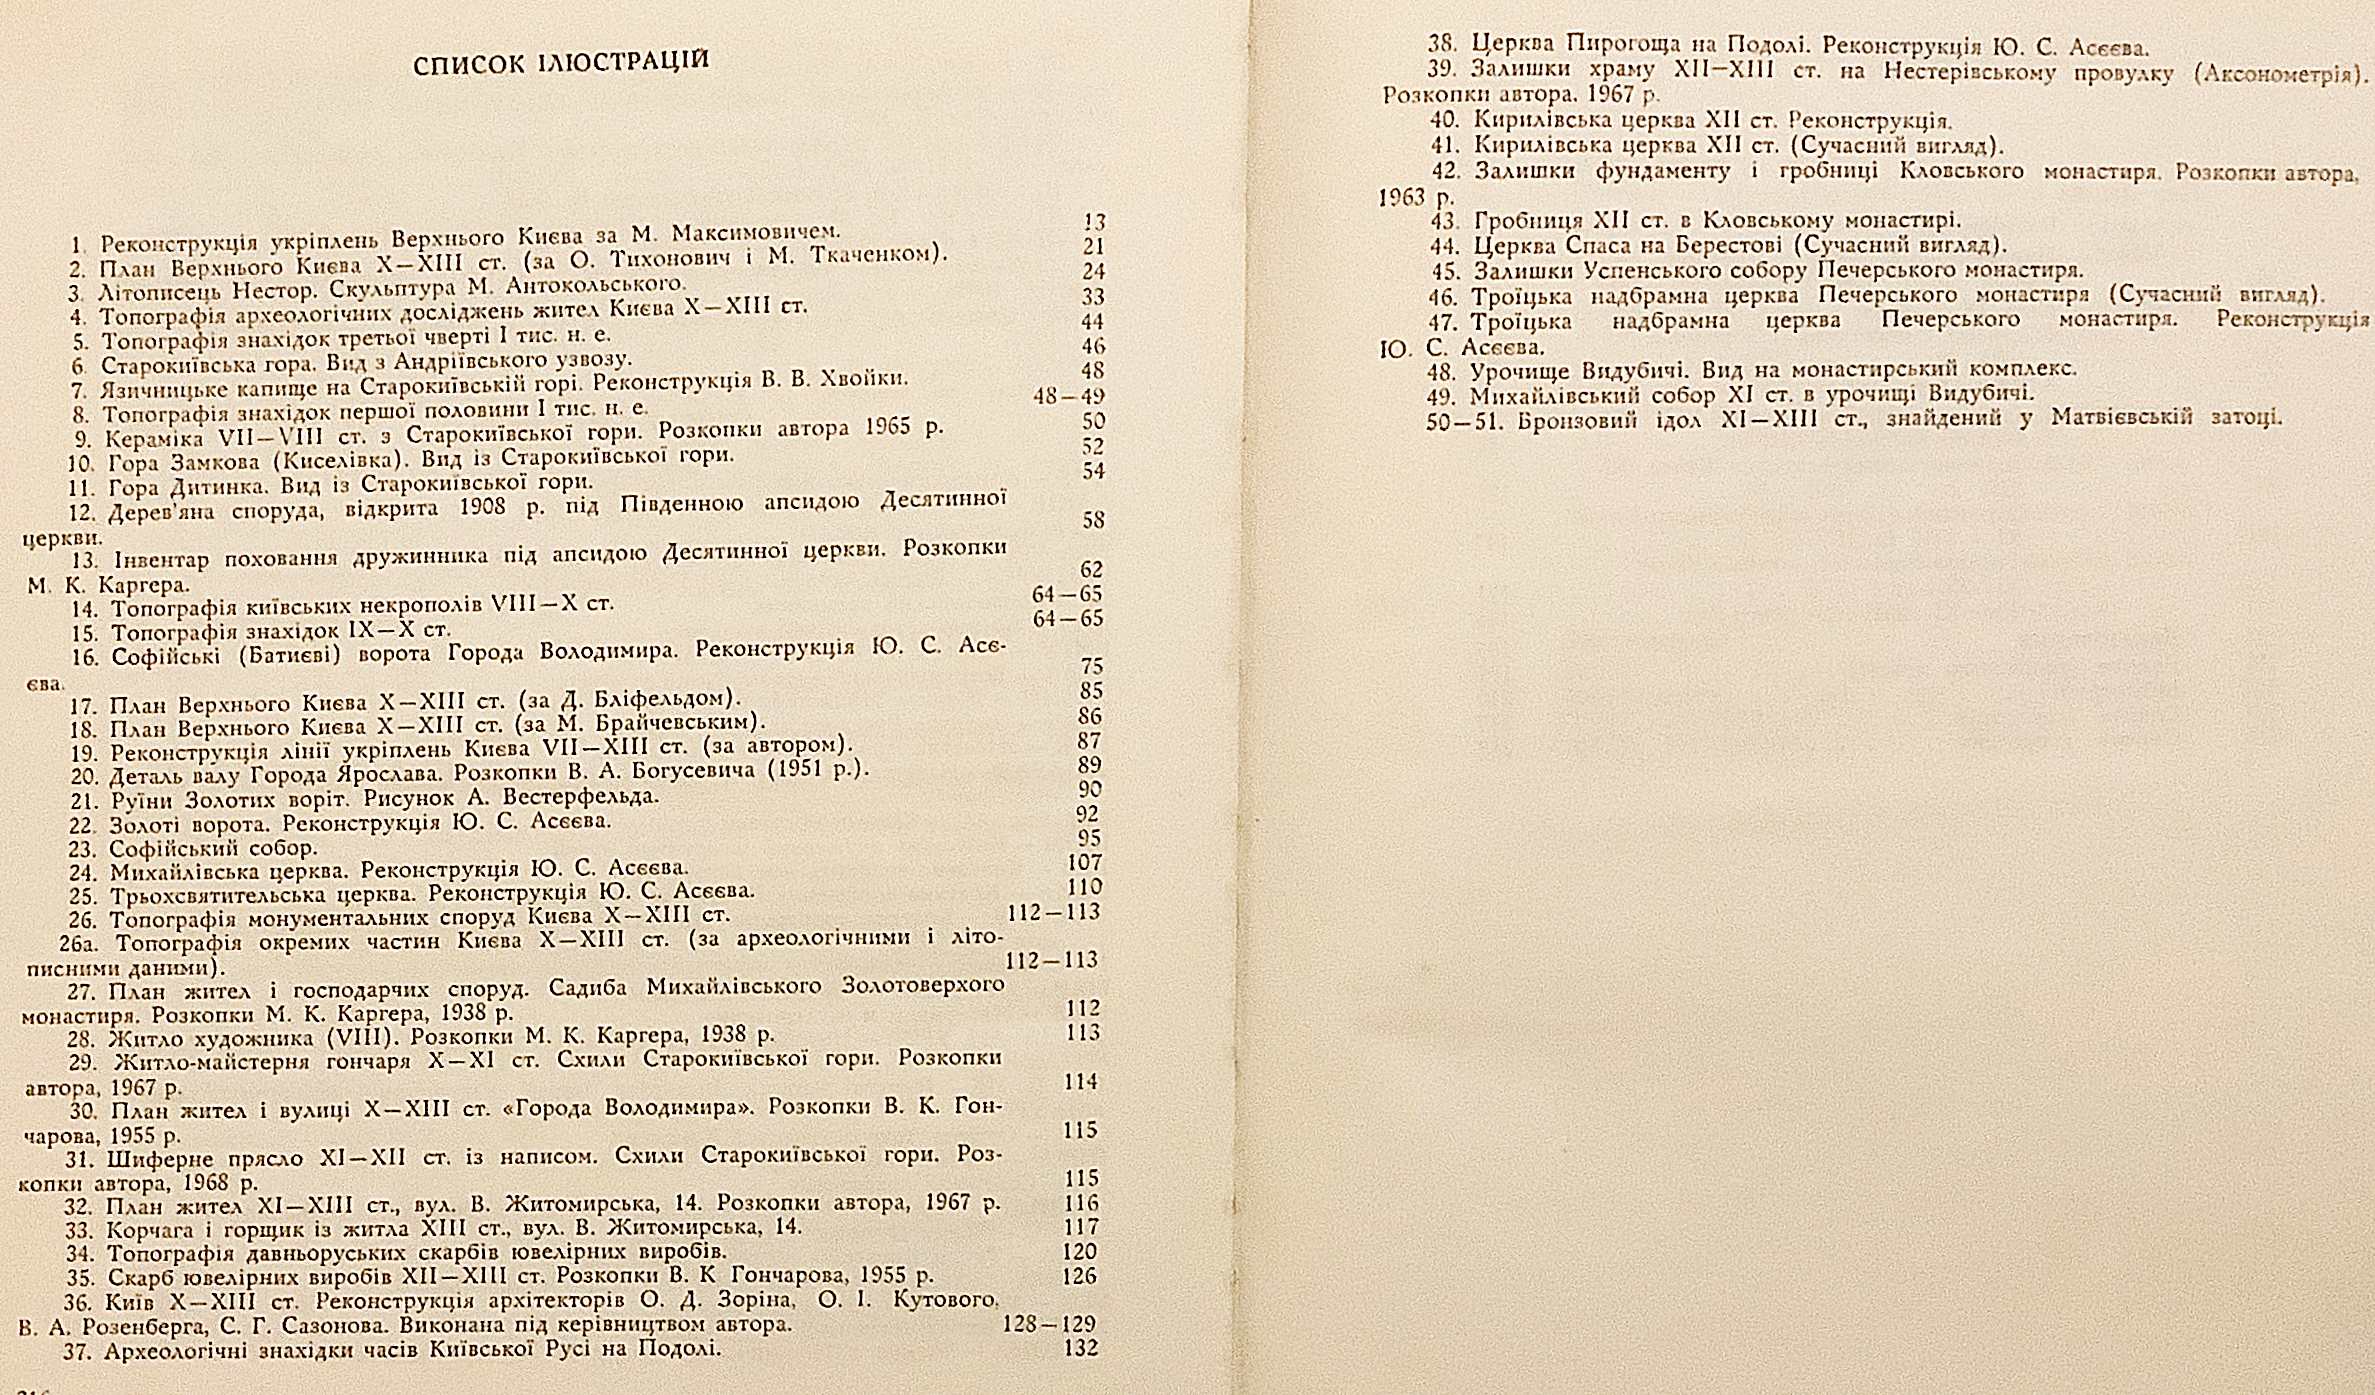 СПИСОК ІЛЮСТРАЦІЙ
1. Реконструкція укріплень Верхнього Києва за М. Максимовичем. 13
2. План Верхнього Києва X—XIII ст. (за О. Тихонович і М. Ткаченком). 21
3. Літописець Нестор. Скульптура М. Антокольського. 24
4. Топографія археологічних досліджень жител Києва X—XIII ст. 33
5. Топографія знахідок третьої чверті I тис. н. е. 44
6. Старокиївська гора. Вид з Андріївського узвозу. 46
7. Язичницьке капище на Старокиївській горі. Реконструкція В. В. Хвойки. 48
8. Топографія знахідок першої половини I тис. н. е. 48—49
9. Кераміка VII—VIII ст. з Старокиївської гори. Розкопки автора 1965 р. 50
10. Гора Замкова (Киселівка). Вид із Старокиївської гори. 52
11. Гора Дитинка. Вид із Старокиївської гори. 54
12. Дерев'яна споруда, відкрита 1908 р. під Південною апсидою Десятинної
церкви. 58
13. Інвентар поховання дружинника під апсидою Десятинної церкви. Розкопки
М. К. Каргера. 62
14. Топографія київських некрополів VIII—X ст. 64—65
15. Топографія знахідок IX—X ст. 64—65
16. Софійські (Батиєві) ворота Города Володимира. Реконструкція Ю. С. Асє-
єва. 75
17. План Верхнього Києва X—XIII ст. (за Д. Бліфельдом). 85
18. План Верхнього Києва X—XIII ст. (за М. Брайчевським). 86
19. Реконструкція лінії укріплень Києва VII—XIII ст. (за автором). 87
20. Деталь валу Города Ярослава. Розкопки В. А. Богусевича (1951 р.). 89
21. Руїни Золотих воріт. Рисунок А. Вестерфельда. 90
22. Золоті ворота. Реконструкція Ю. С. Асєєва. 92
23. Софійський собор. 95
24. Михайлівська церква. Реконструкція Ю. С. Асєєва. 107
25. Трьохсвятительська церква. Реконструкція Ю. С. Асєєва. 110
26. Топографія монументальних споруд Києва X—XIII ст. 112—113
26а. Топографія окремих частин Києва X—XIII ст. (за археологічними і літо-
писними даними). 112—113
27. План жител і господарчих споруд. Садиба Михайлівського Золотоверхого
монастиря. Розкопки М. К. Каргера, 1938 р. 112
28. Житло художника (VIII). Розкопки М. К. Каргера, 1938 р. 113
29. Житло-майстерня гончаря X—XI ст. Схили Старокиївської гори. Розкопки
автора, 1967 р. 114
30. План жител і вулиці X—XIII ст. «Города Володимира». Розкопки В. К. Гон-
чарова, 1955 р. 115
31. Шиферне прясло XI—XII ст. із написом. Схили Старокиївської гори. Роз-
копки автора, 1968 р. 115
32. План жител XI—XIII ст., вул. В. Житомирська, 14. Розкопки автора, 1967 р. 116
33. Корчага і горщик із житла XIII ст., вул. В. Житомирська, 14. 117
34. Топографія давньоруських скарбів ювелірних виробів. 120
35. Скарб ювелірних виробів XII—XIII ст. Розкопки В. К Гончарова, 1955 р. 126
36. Київ X—XIII ст. Реконструкція архітекторів О. Д. Зоріна, О. І. Кутового,
В. А. Розенберга, С. Г. Сазонова. Виконана під керівництвом автора. 128—129
37. Археологічні знахідки часів Київської Русі на Подолі. 132
38. Церква Пирогоща на Подолі. Реконструкція Ю. С. Асєєва.
39. Залишки храму XII—XIII ст. на Нестерівському провулку (Аксонометрія).
Розкопки автора. 1967 р.
40. Кирилівська церква XII ст. Реконструкція.
41. Кирилівська церква XII ст. (Сучасний вигляд).
42. Залишки фундаменту і гробниці Кловського монастиря. Розкопки автора,
1963 р.
43. Гробниця XII ст. в Кловському монастирі.
44. Церква Спаса на Берестові (Сучасний вигляд).
45. Залишки Успенського собору Печерського монастиря.
46. Троїцька надбрамна церква Печерського монастиря (Сучасний вигляд).
47. Троїцька надбрамна церква Печерського монастиря. Реконструкція
Ю. С. Асєєва.
48. Урочище Видубичі. Вид на монастирський комплекс.
49. Михайлівський собор XI ст. в урочищі Видубичі.
50—51. Бронзовий ідол XI—XIII ст., знайдений у Матвієвській затоці.